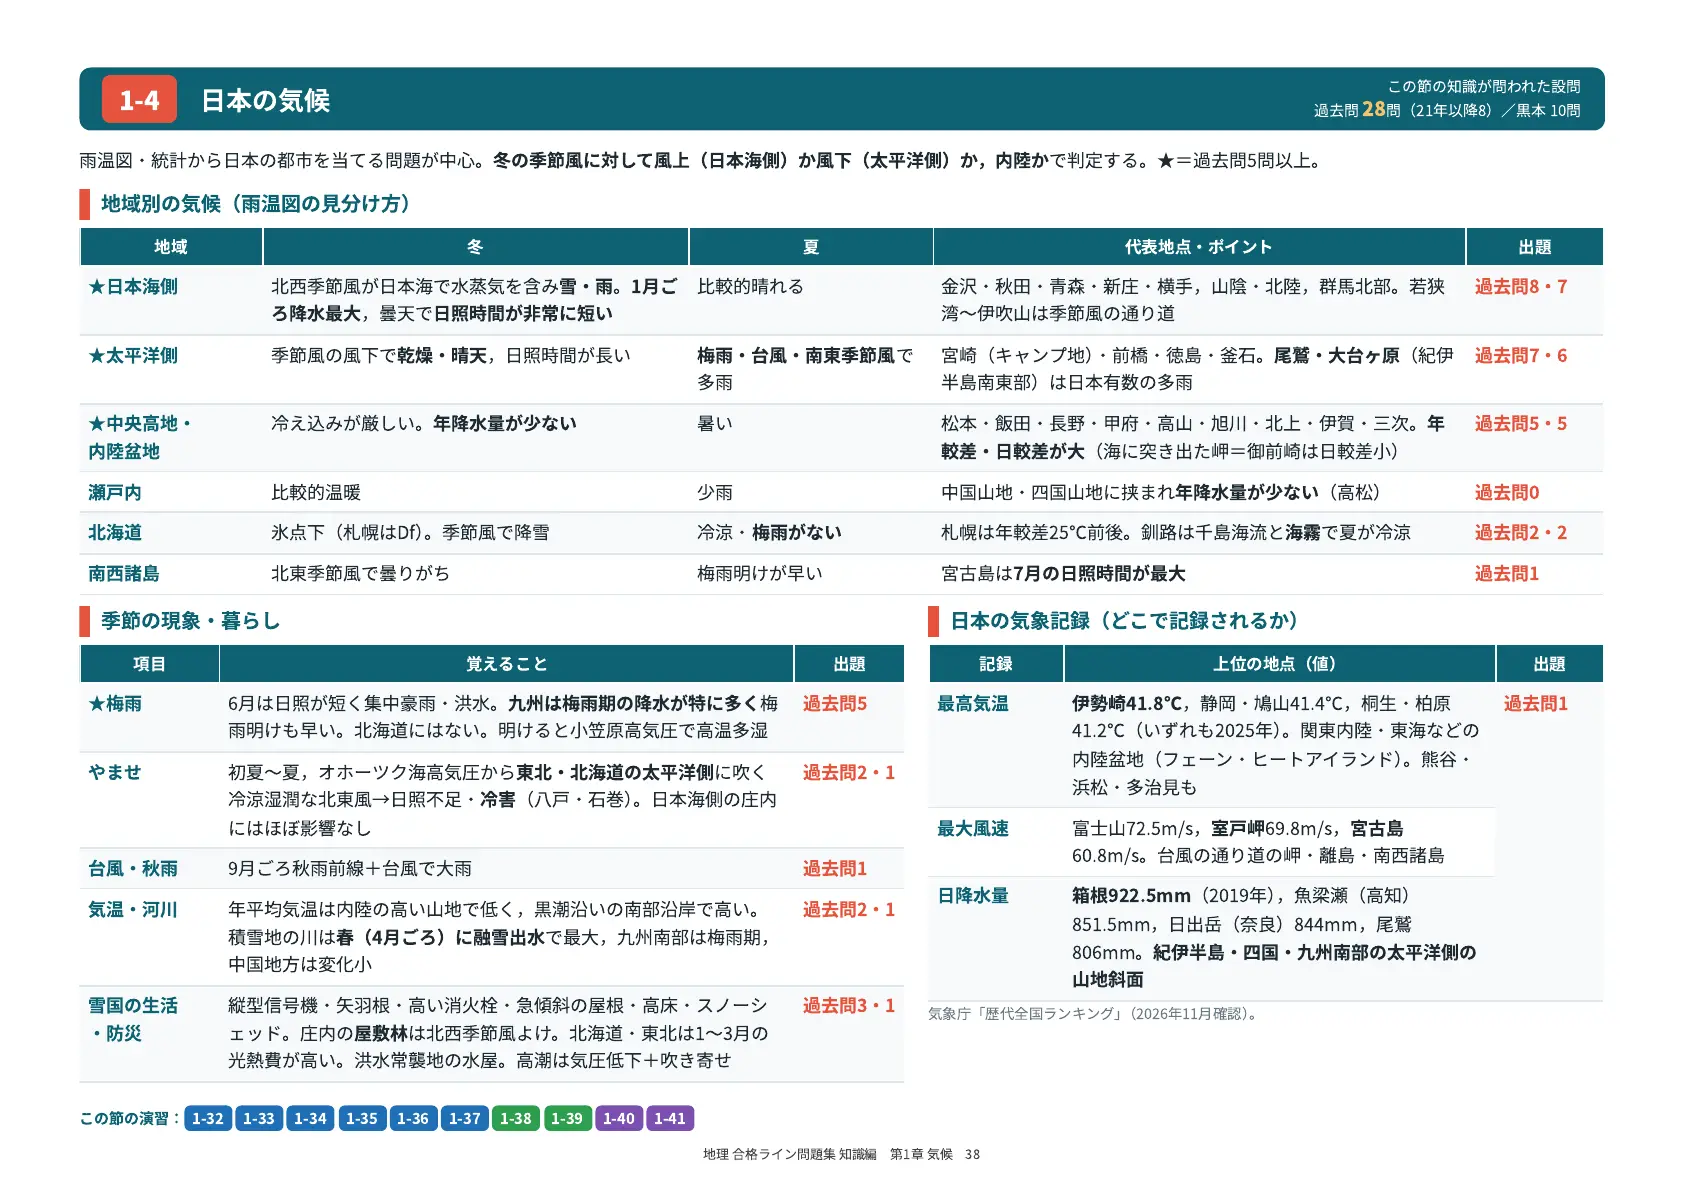 1-4 日本の気候
この節の知識が問われた設問
過去問28問（21年以降8）／黒本 10問
雨温図・統計から日本の都市を当てる問題が中心。冬の季節風に対して風上（日本海側）か風下（太平洋側）か，内陸かで判定する。★＝過去問5問以上。
地域別の気候（雨温図の見分け方）
地域 冬 夏 代表地点・ポイント 出題
★日本海側 北西季節風が日本海で水蒸気を含み雪・雨。1月ご 比較的晴れる 金沢・秋田・青森・新庄・横手，山陰・北陸，群馬北部。若狭 過去問8・7
ろ降水最大，曇天で日照時間が非常に短い 湾～伊吹山は季節風の通り道
★太平洋側 季節風の風下で乾燥・晴天，日照時間が長い 梅雨・台風・南東季節風で 宮崎（キャンプ地）・前橋・徳島・釜石。尾鷲・大台ヶ原（紀伊 過去問7・6
多雨 半島南東部）は日本有数の多雨
★中央高地・ 冷え込みが厳しい。年降水量が少ない 暑い 松本・飯田・長野・甲府・高山・旭川・北上・伊賀・三次。年 過去問5・5
内陸盆地 較差・日較差が大（海に突き出た岬＝御前崎は日較差小）
瀬戸内 比較的温暖 少雨 中国山地・四国山地に挟まれ年降水量が少ない（高松） 過去問0
北海道 氷点下（札幌はDf）。季節風で降雪 冷涼・梅雨がない 札幌は年較差25℃前後。釧路は千島海流と海霧で夏が冷涼 過去問2・2
南西諸島 北東季節風で曇りがち 梅雨明けが早い 宮古島は7月の日照時間が最大 過去問1
季節の現象・暮らし
項目 覚えること 出題
★梅雨 6月は日照が短く集中豪雨・洪水。九州は梅雨期の降水が特に多く梅 過去問5
雨明けも早い。北海道にはない。明けると小笠原高気圧で高温多湿
やませ 初夏～夏，オホーツク海高気圧から東北・北海道の太平洋側に吹く 過去問2・1
冷涼湿潤な北東風→日照不足・冷害（八戸・石巻）。日本海側の庄内
にはほぼ影響なし
台風・秋雨 9月ごろ秋雨前線＋台風で大雨 過去問1
気温・河川 年平均気温は内陸の高い山地で低く，黒潮沿いの南部沿岸で高い。 過去問2・1
積雪地の川は春（4月ごろ）に融雪出水で最大，九州南部は梅雨期，
中国地方は変化小
雪国の生活 縦型信号機・矢羽根・高い消火栓・急傾斜の屋根・高床・スノーシ 過去問3・1
・防災 ェッド。庄内の屋敷林は北西季節風よけ。北海道・東北は1～3月の
光熱費が高い。洪水常襲地の水屋。高潮は気圧低下＋吹き寄せ
日本の気象記録（どこで記録されるか）
記録 上位の地点（値） 出題
最高気温 伊勢崎41.8℃，静岡・鳩山41.4℃，桐生・柏原 過去問1
41.2℃（いずれも2025年）。関東内陸・東海などの
内陸盆地（フェーン・ヒートアイランド）。熊谷・
浜松・多治見も
最大風速 富士山72.5m/s，室戸岬69.8m/s，宮古島
60.8m/s。台風の通り道の岬・離島・南西諸島
日降水量 箱根922.5mm（2019年），魚梁瀬（高知）
851.5mm，日出岳（奈良）844mm，尾鷲
806mm。紀伊半島・四国・九州南部の太平洋側の
山地斜面
気象庁「歴代全国ランキング」（2026年11月確認）。
この節の演習： 1-32 1-33 1-34 1-35 1-36 1-37 1-38 1-39 1-40 1-41
地理 合格ライン問題集 知識編 第1章 気候 38